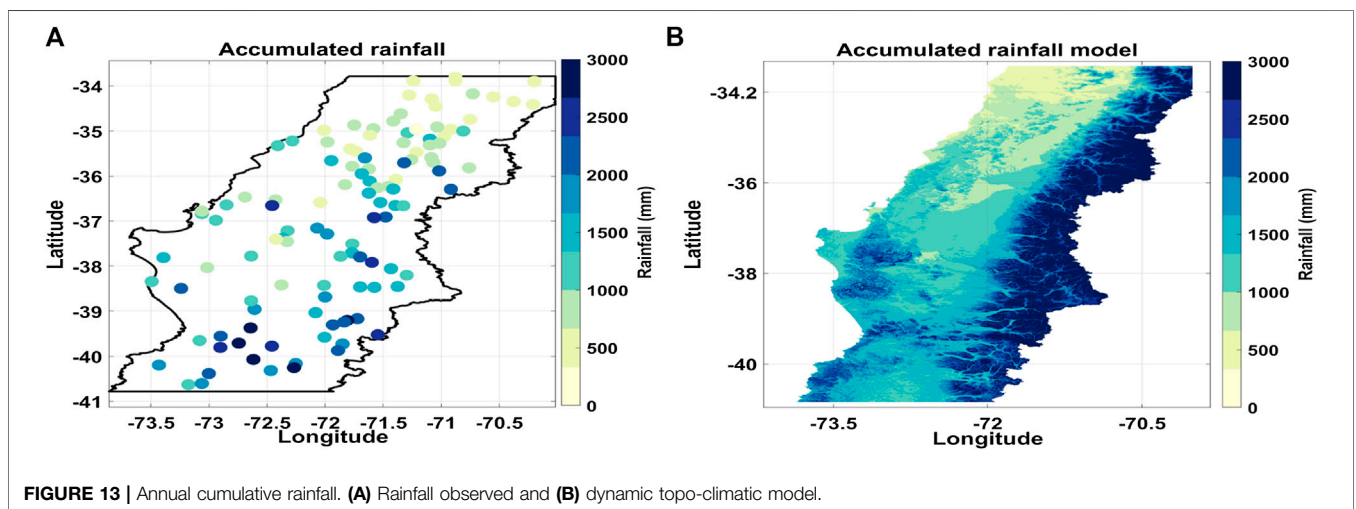 A
Accumulated rainfall
-34
-35
-36
-37
-38
-39
-40
-41
Latitude
-73.5 -73 -72.5 -72 -71.5 -71 -70.5
Longitude
3000
2500
2000
1500
1000
500
0
Rainfall (mm)
B
Accumulated rainfall model
-34.2
-36
-38
-40
Latitude
-73.5 -72 -70.5
Longitude
3000
2500
2000
1500
1000
500
0
Rainfall (mm)
FIGURE 13 | Annual cumulative rainfall. (A) Rainfall observed and (B) dynamic topo-climatic model.